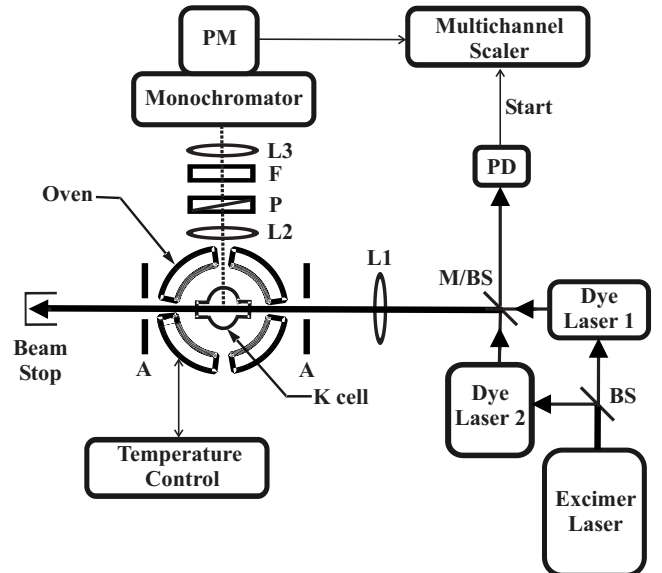 PM
Multichannel
Scaler
Monochromator
Start
L3
F
PD
Oven
P
L2
L1
M/BS
Dye
Laser 1
Beam
Stop
A
A
K cell
Dye
Laser 2
BS
Temperature
Control
Excimer
Laser